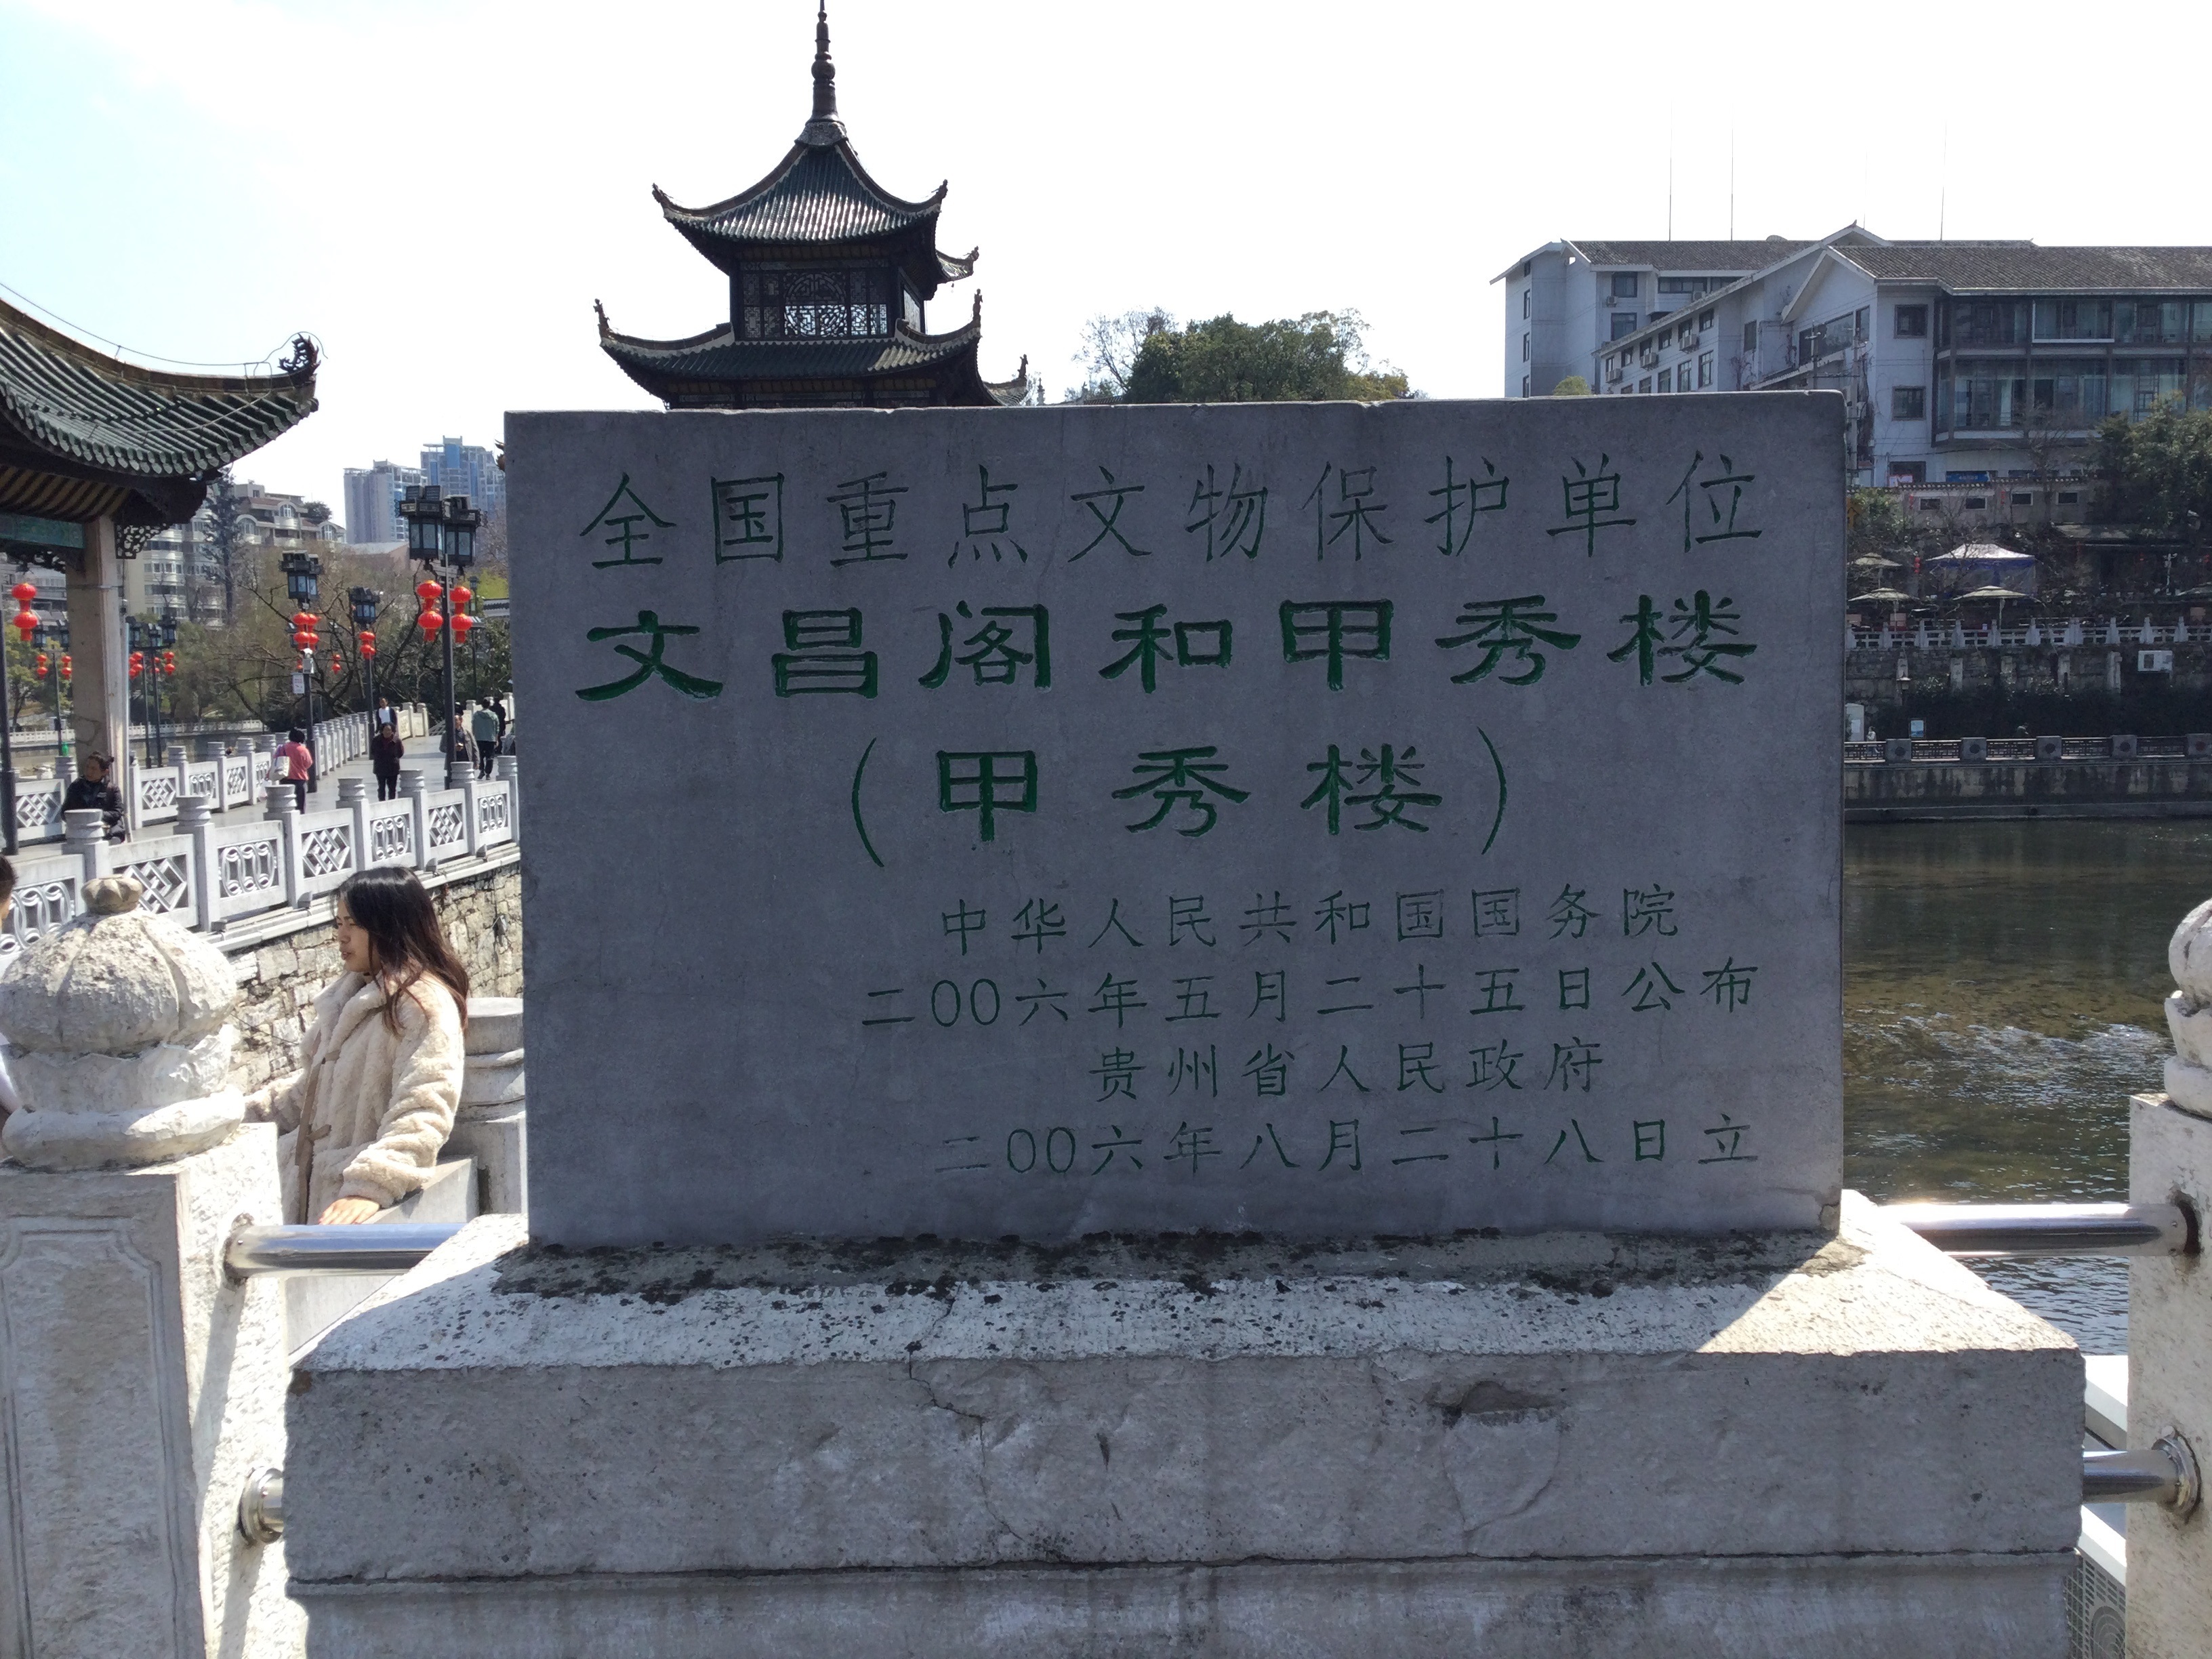 全国重点文物保护单位
文昌阁和甲秀楼
(甲秀楼)
中华人民共和国国务院
二00六年五月二十五日公布
贵州省人民政府
二00六年八月二十八日立